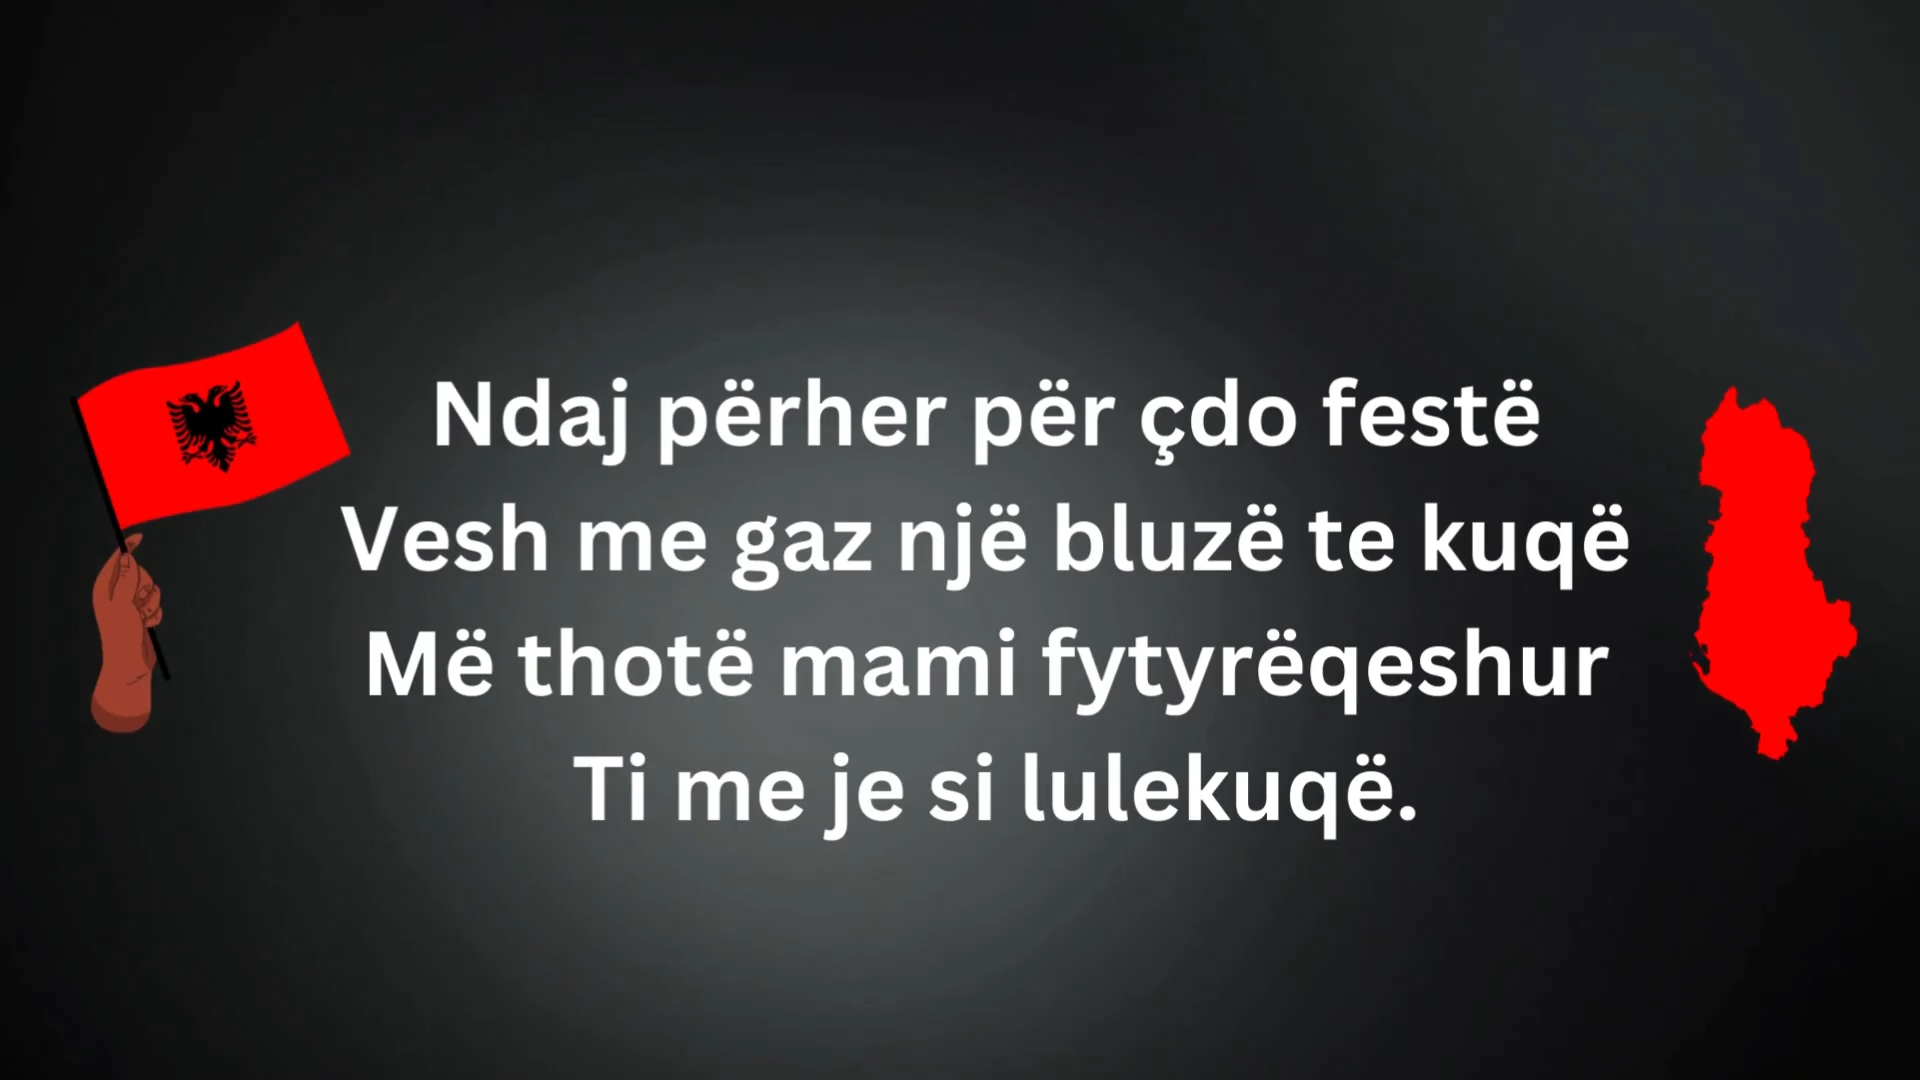 Ndaj përher për çdo festë
Vesh me gaz një bluzë te kuqë
Më thotë mami fytyrëqeshur
Ti me je si lulekuqë.